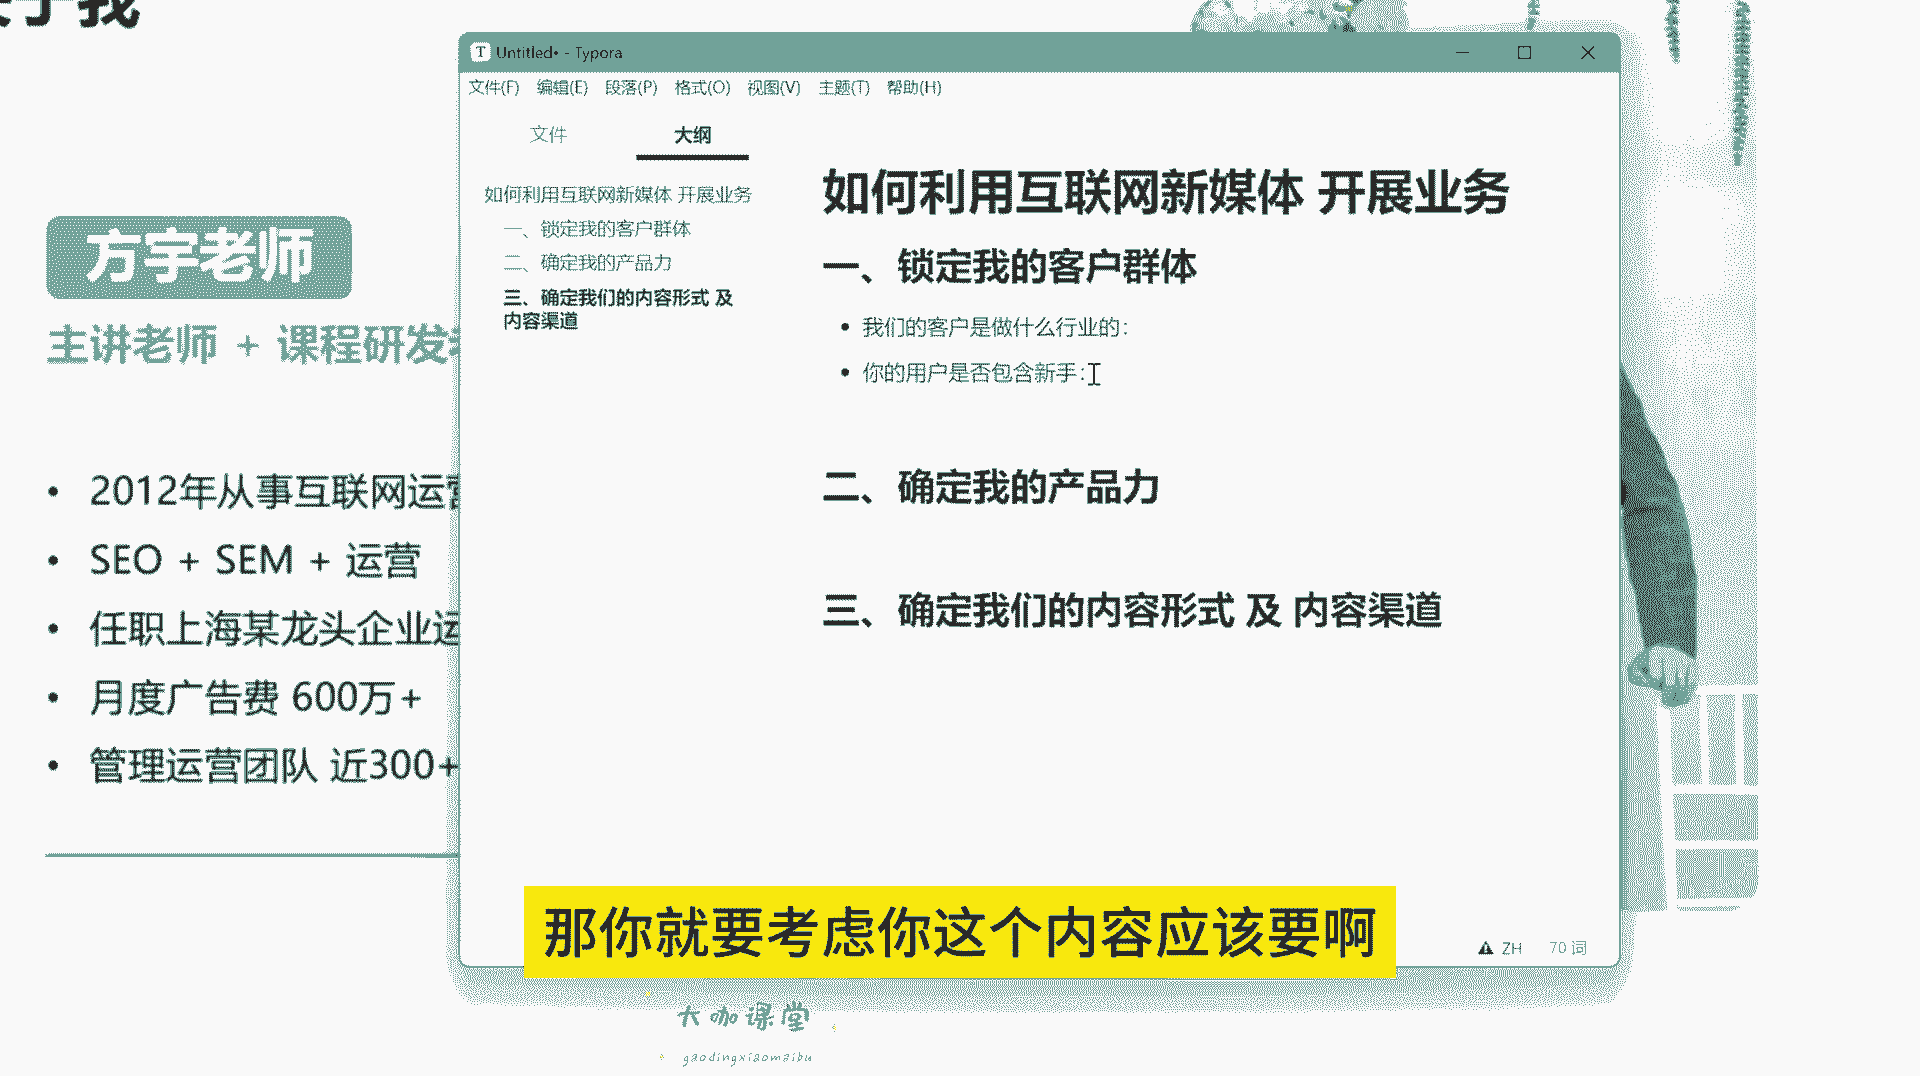 我
方宇老师
主讲老师 + 课程研发
2012年从事互联网运营
SEO + SEM + 运营
任职上海某龙头企业运
月度广告费 600万+
管理运营团队 近300+
Untitled• - Typora
文件(F) 编辑(E) 段落(P) 格式(O) 视图(V) 主题(T) 帮助(H)
文件 大纲
如何利用互联网新媒体 开展业务
一、锁定我的客户群体
二、确定我的产品力
三、确定我们的内容形式 及
内容渠道
如何利用互联网新媒体 开展业务
一、锁定我的客户群体
我们的客户是做什么行业的：
你的用户是否包含新手：
二、确定我的产品力
三、确定我们的内容形式 及 内容渠道
ZH 70 词
那你就要考虑你这个内容应该要啊
大咖课堂
gaodingxiaomaibu